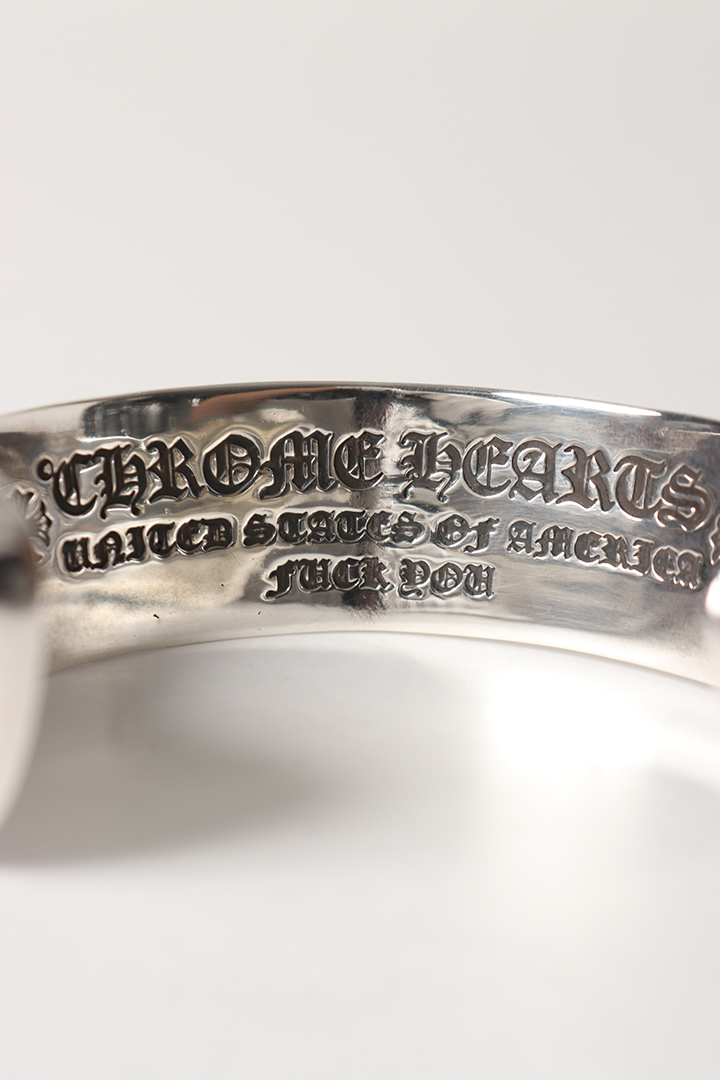 CHROME HEARTS
UNITED STATES OF AMERICA
FUCK YOU